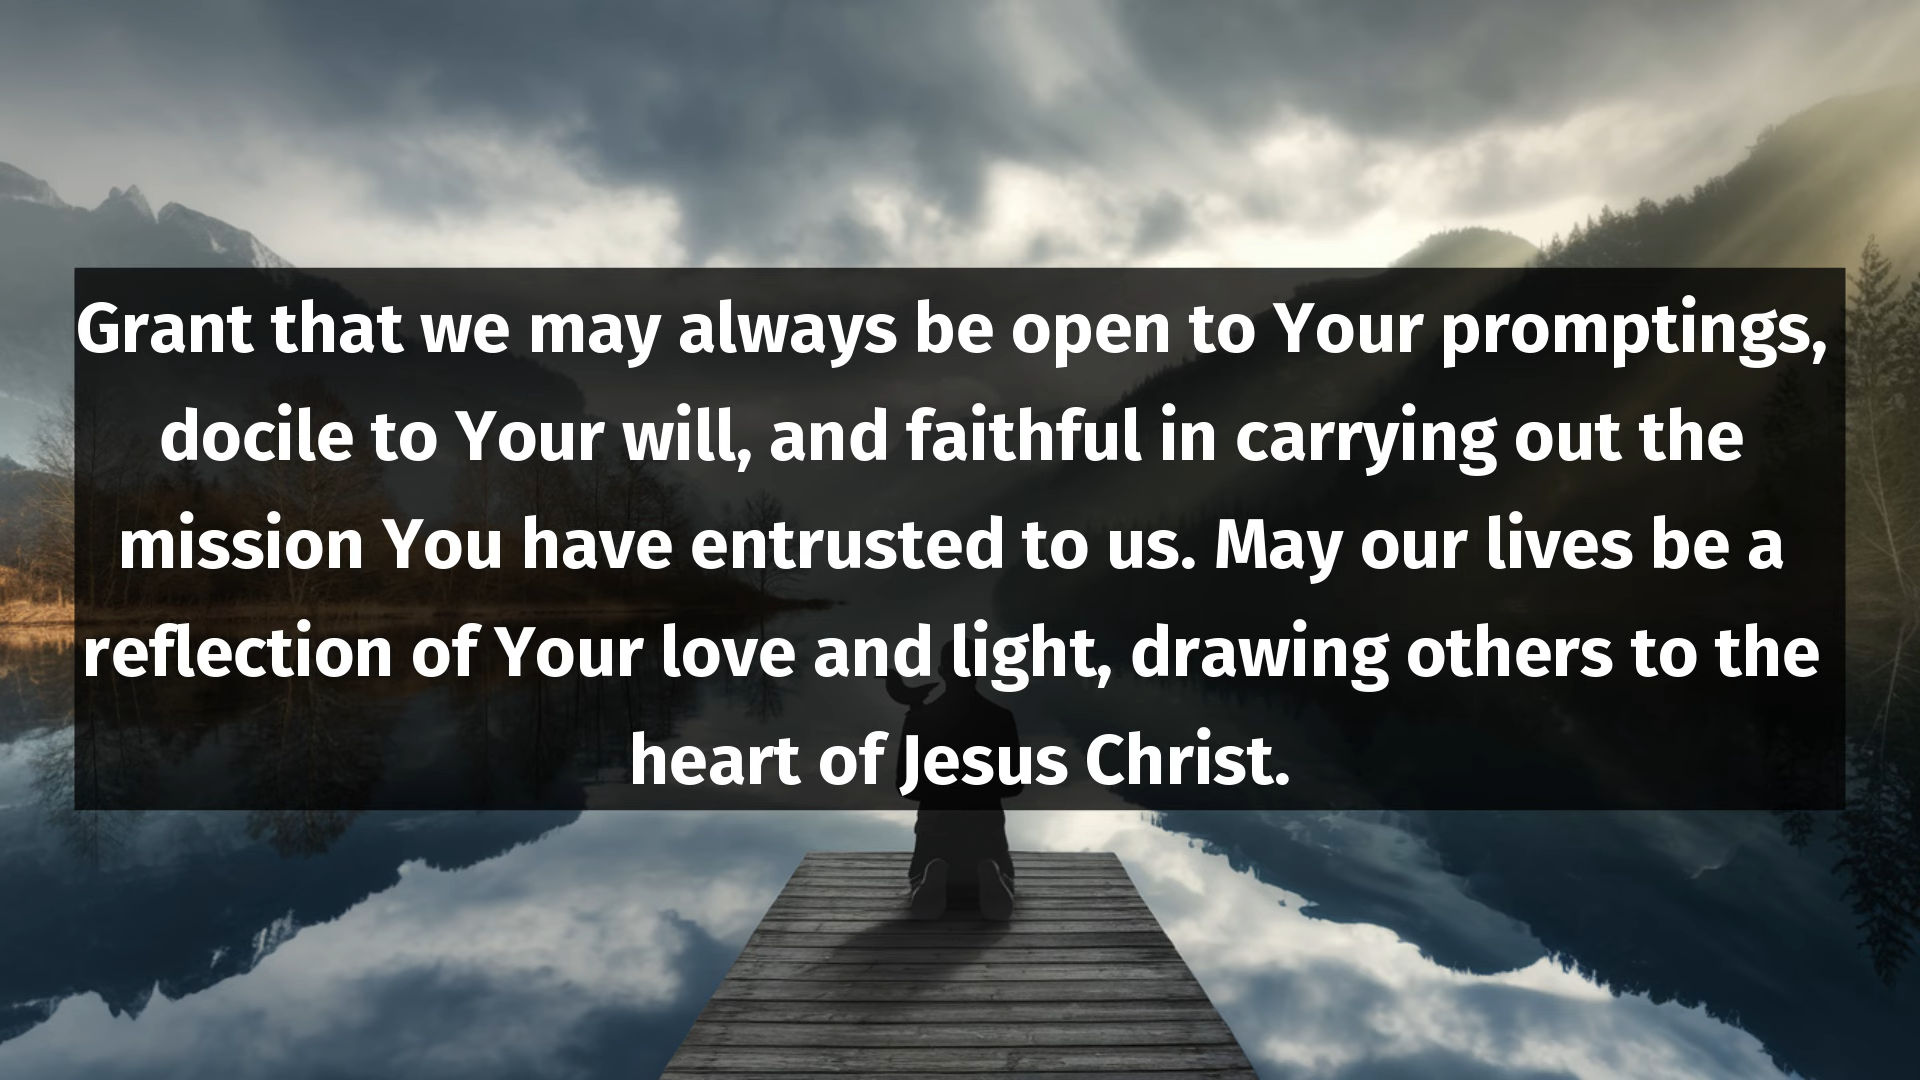 Grant that we may always be open to Your promptings,
docile to Your will, and faithful in carrying out the
mission You have entrusted to us. May our lives be a
reflection of Your love and light, drawing others to the
heart of Jesus Christ.